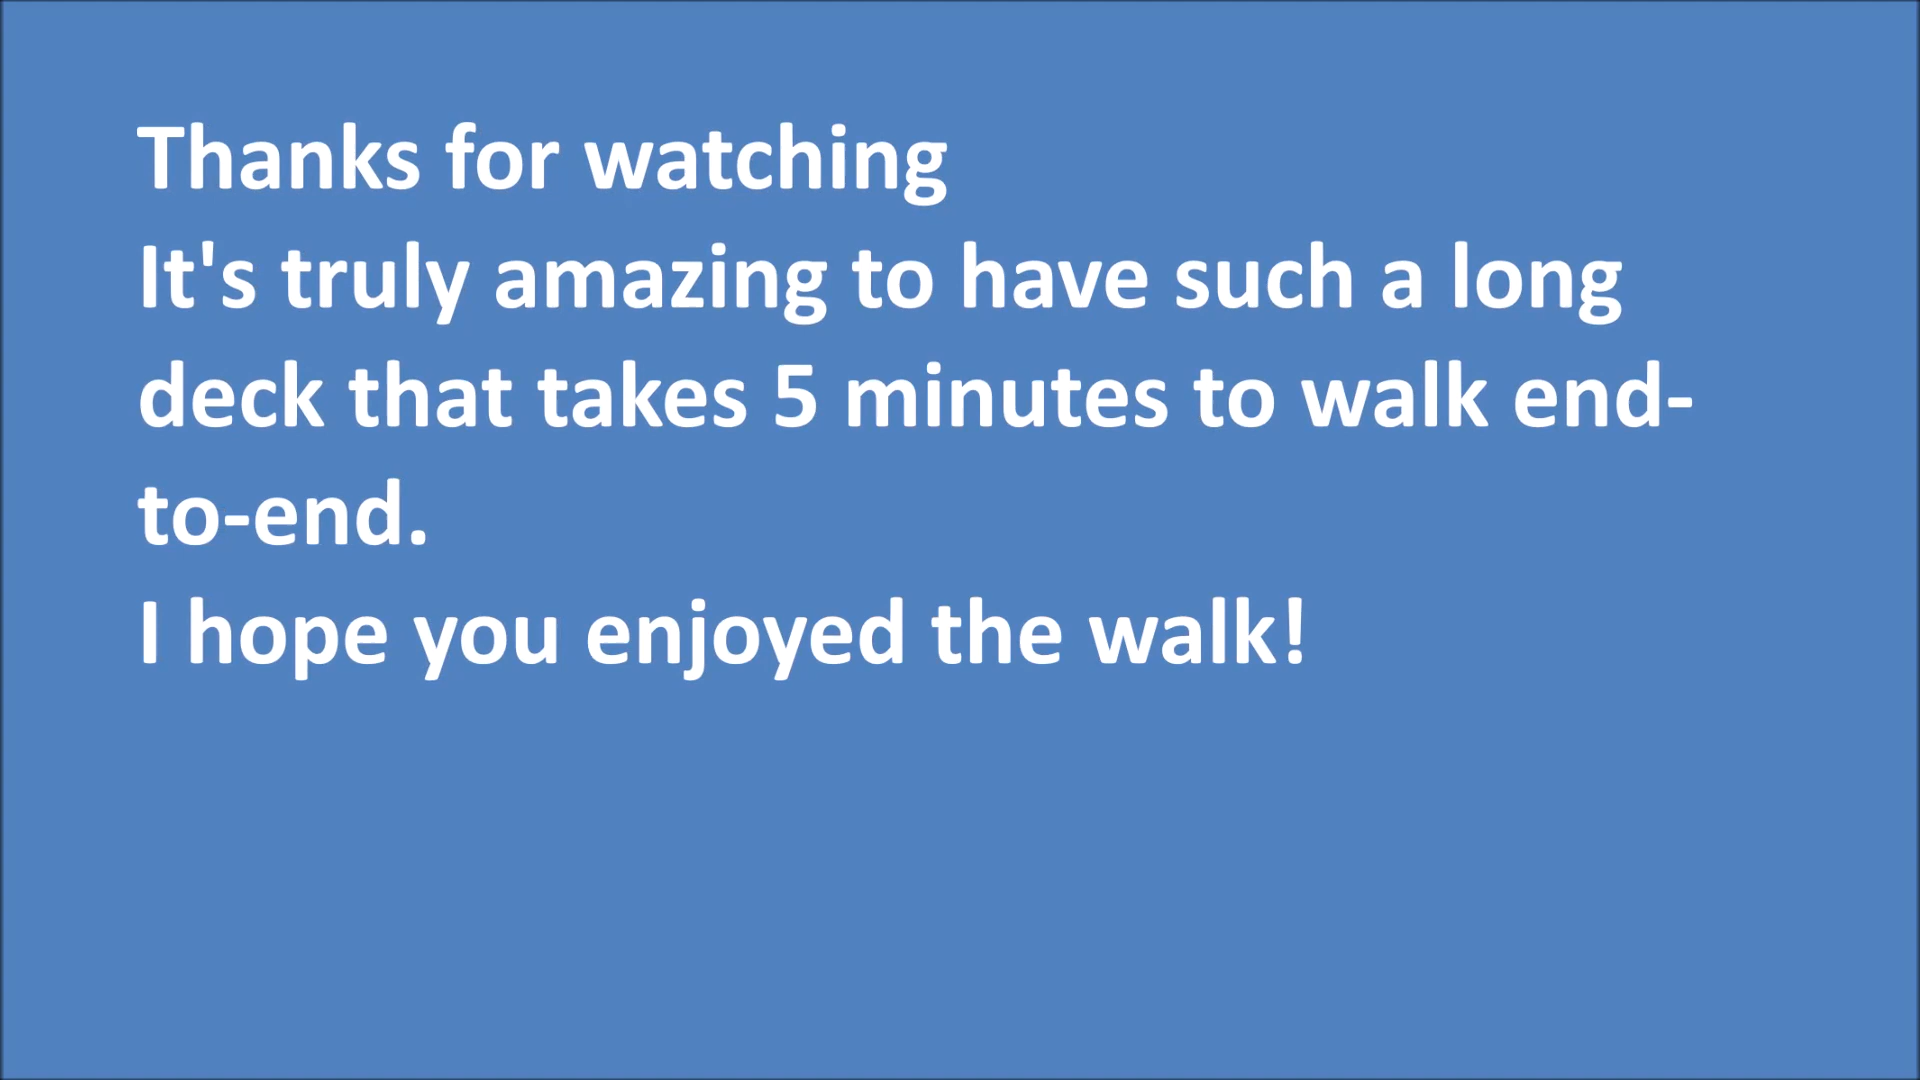 Thanks for watching
It's truly amazing to have such a long
deck that takes 5 minutes to walk end-
to-end.
I hope you enjoyed the walk!